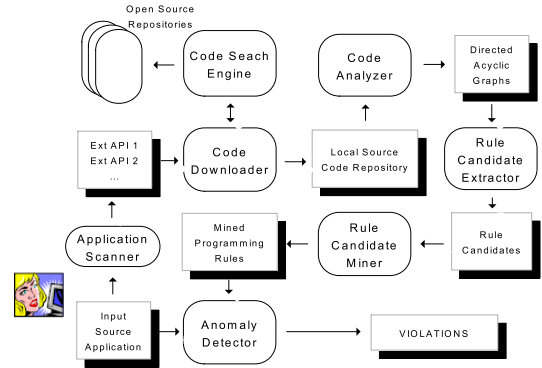 Open Source
Repositories
Code Seach
Engine
Code
Analyzer
Directed
Acyclic
Graphs
Ext API 1
Ext API 2
...
Code
Downloader
Local Source
Code Repository
Rule
Candidate
Extractor
Application
Scanner
Mined
Programming
Rules
Rule
Candidate
Miner
Rule
Candidates
Input
Source
Application
Anomaly
Detector
VIOLATIONS